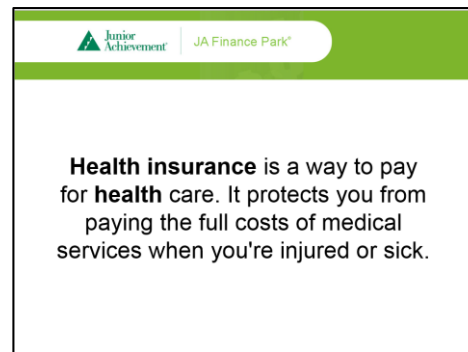 Junior
Achievement®
JA Finance Park®
Health insurance is a way to pay
for health care. It protects you from
paying the full costs of medical
services when you're injured or sick.